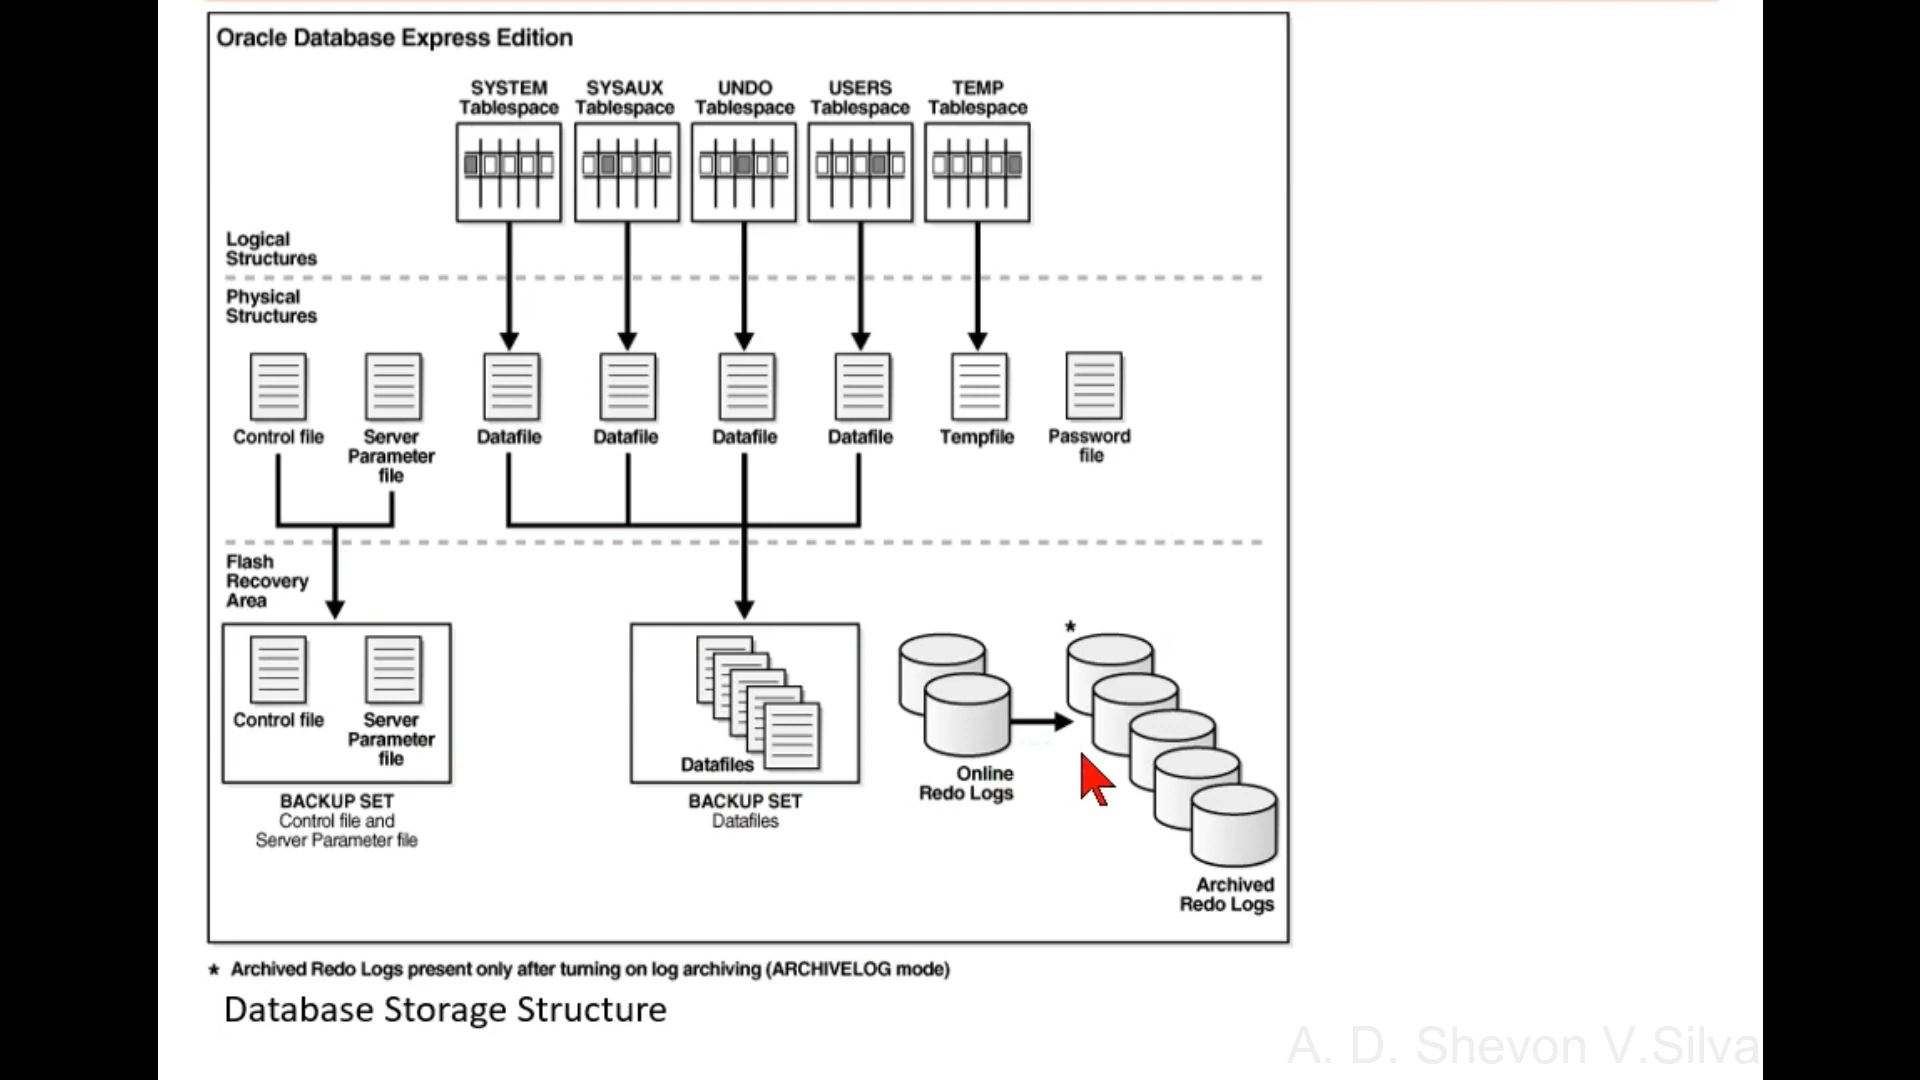 Oracle Database Express Edition
SYSTEM
Tablespace
SYSAUX
Tablespace
UNDO
Tablespace
USERS
Tablespace
TEMP
Tablespace
Logical
Structures
Physical
Structures
Control file
Server
Parameter
file
Datafile
Datafile
Datafile
Datafile
Tempfile
Password
file
Flash
Recovery
Area
Control file
Server
Parameter
file
BACKUP SET
Control file and
Server Parameter file
Datafiles
BACKUP SET
Datafiles
Online
Redo Logs
*
Archived
Redo Logs
* Archived Redo Logs present only after turning on log archiving (ARCHIVELOG mode)
Database Storage Structure
A. D. Shevon V.Silva